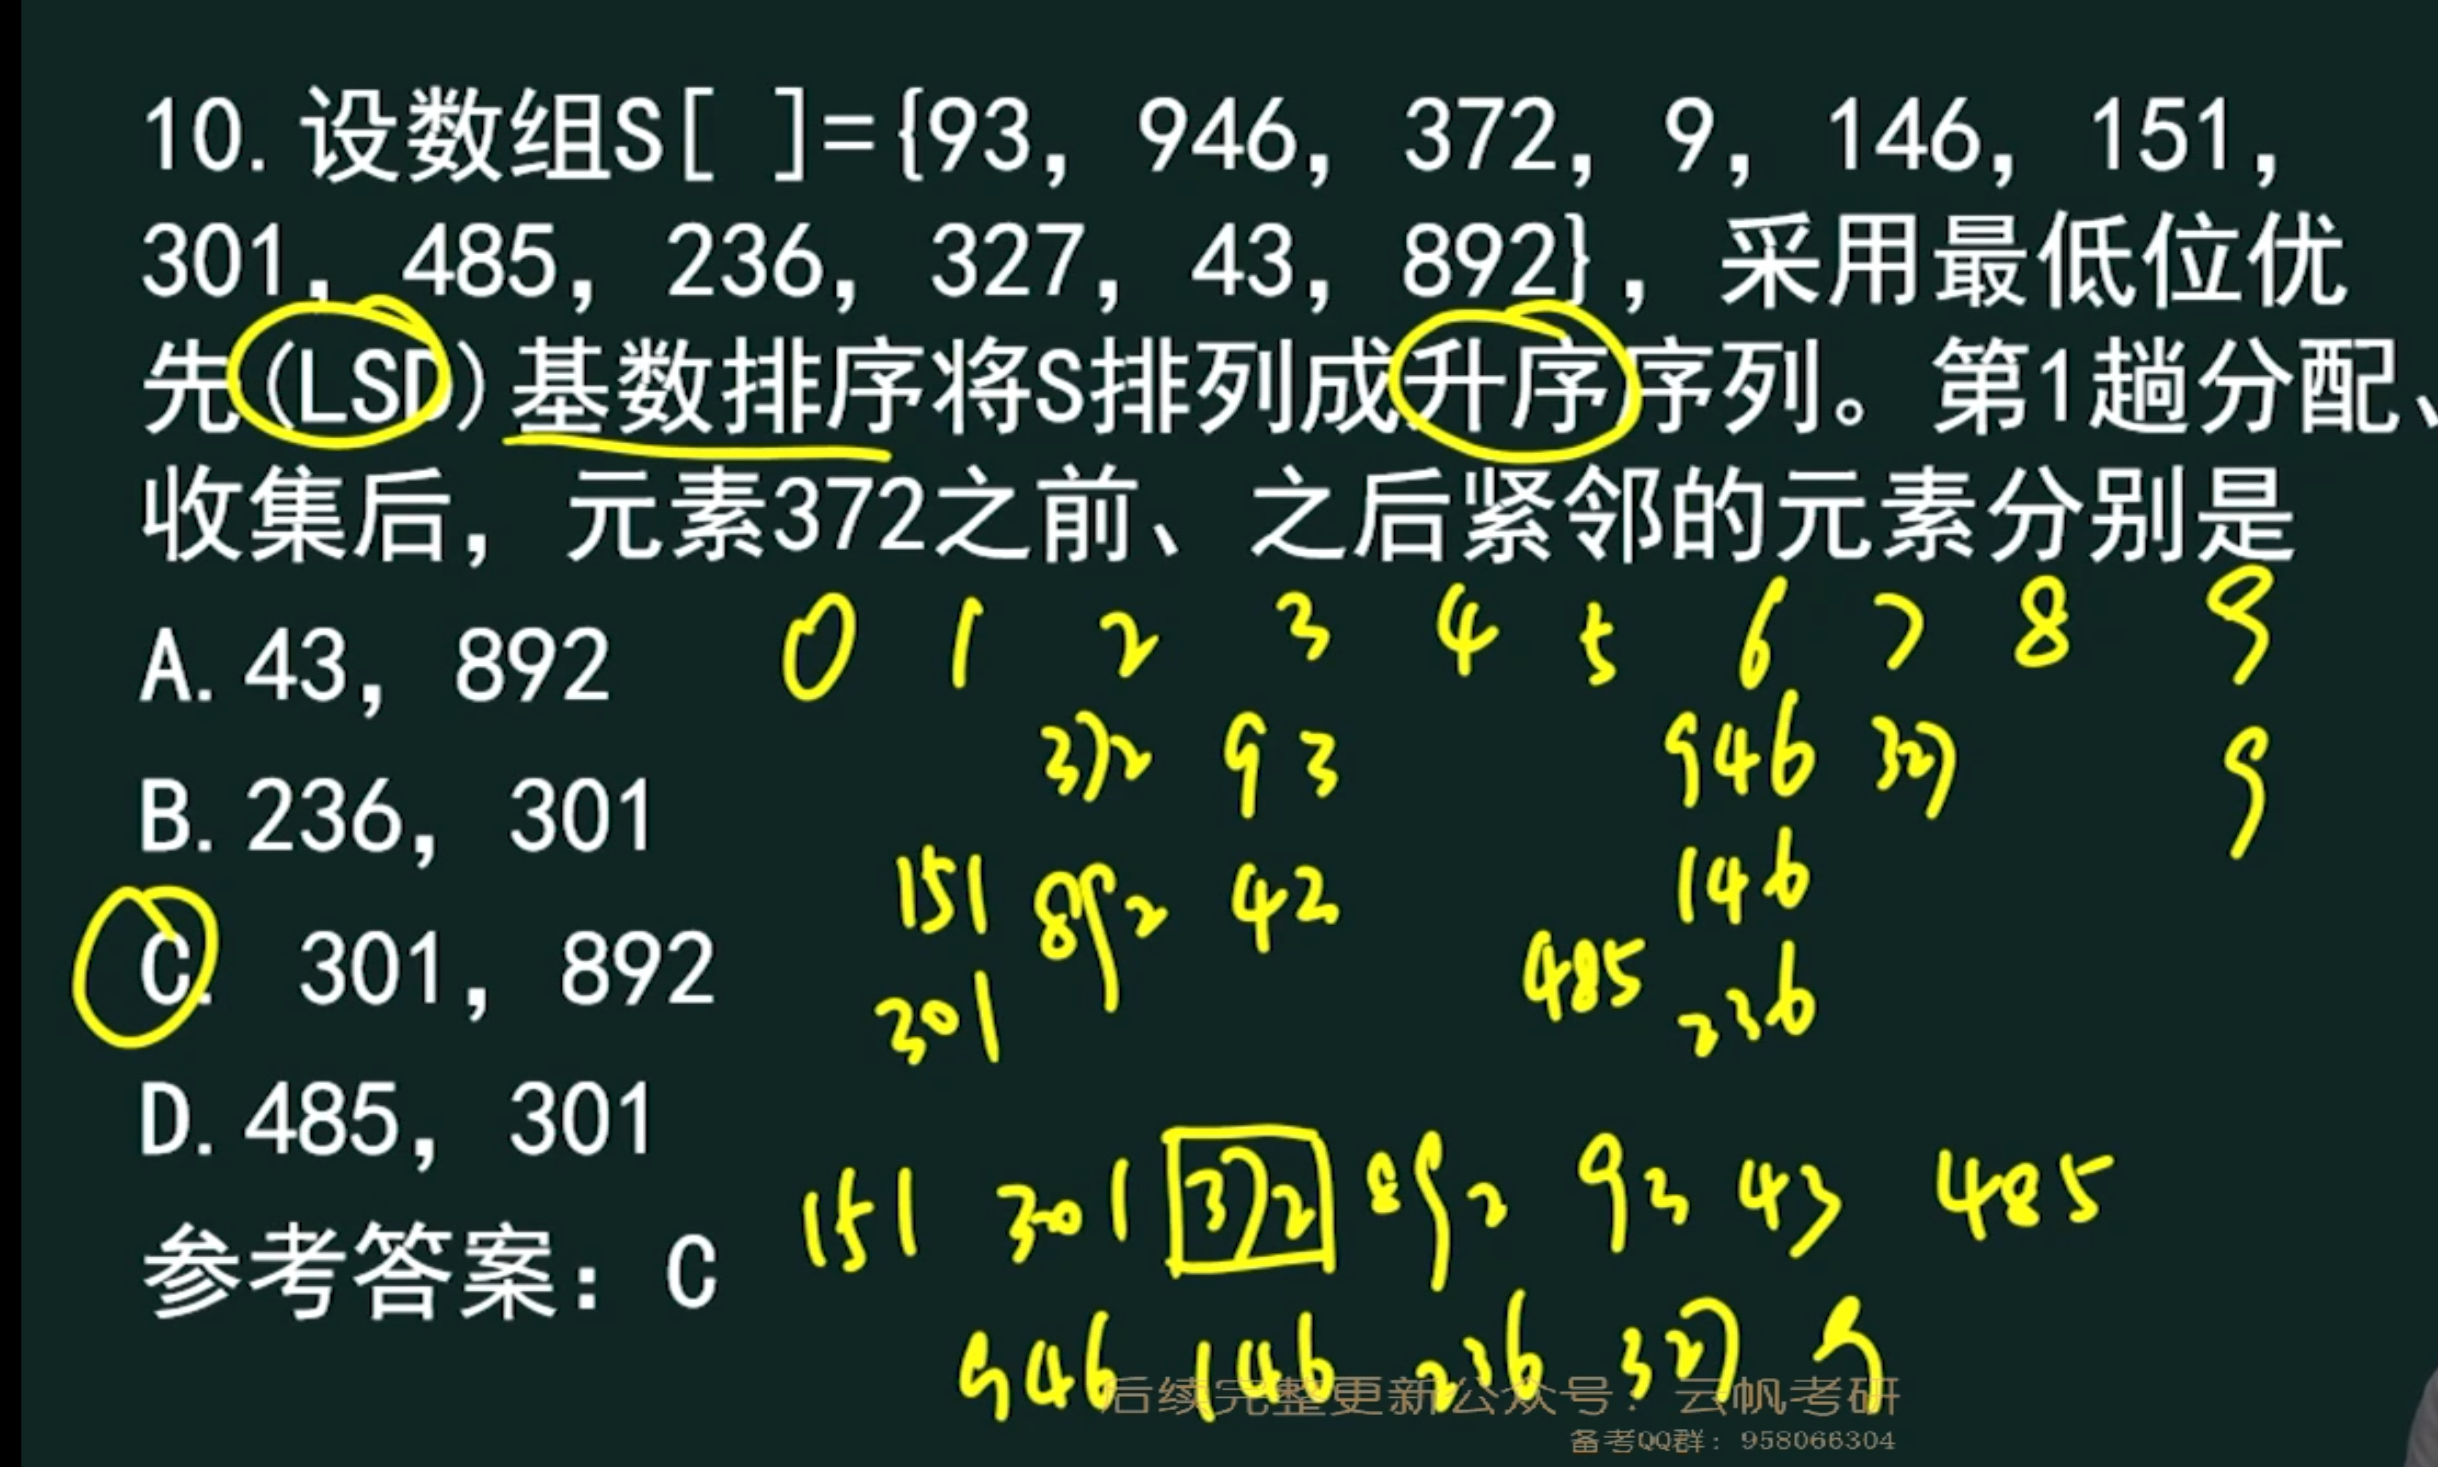 10. 设数组S[ ]={93, 946, 372, 9, 146, 151,
301, 485, 236, 327, 43, 892}, 采用最低位优
先(LSD)基数排序将S排列成升序序列。第1趟分配、
收集后, 元素372之前、之后紧邻的元素分别是
0 1 2 3 4 5 6 7 8 9
A. 43, 892
372 93 946 327 9
B. 236, 301
151 892 42 146
C. 301, 892
301 485 236
D. 485, 301
151 301 372 892 93 43 485
参考答案: C
946 146 236 327 9
后续完整更新公众号: 云帆考研
备考QQ群: 958066304